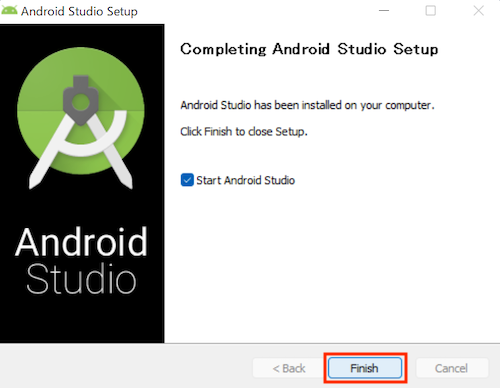 Android Studio Setup
Completing Android Studio Setup
Android Studio has been installed on your computer.
Click Finish to close Setup.
Start Android Studio
Android
Studio
< Back
Finish
Cancel